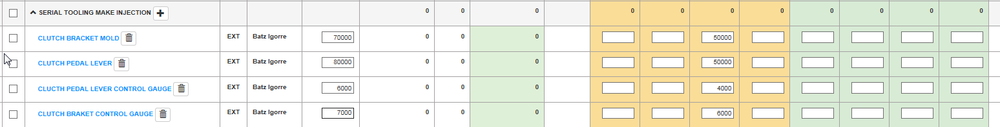 SERIAL TOOLING MAKE INJECTION 0 0 0 0 0 0 0 0 0 0 0
CLUTCH BRACKET MOLD EXT Batz Igorre 70000 0 0 0 50000
CLUTCH PEDAL LEVER EXT Batz Igorre 80000 0 0 0 50000
CLUCTH PEDAL LEVER CONTROL GAUGE EXT Batz Igorre 6000 0 0 0 4000
CLUTCH BRAKET CONTROL GAUGE EXT Batz Igorre 7000 0 0 0 6000